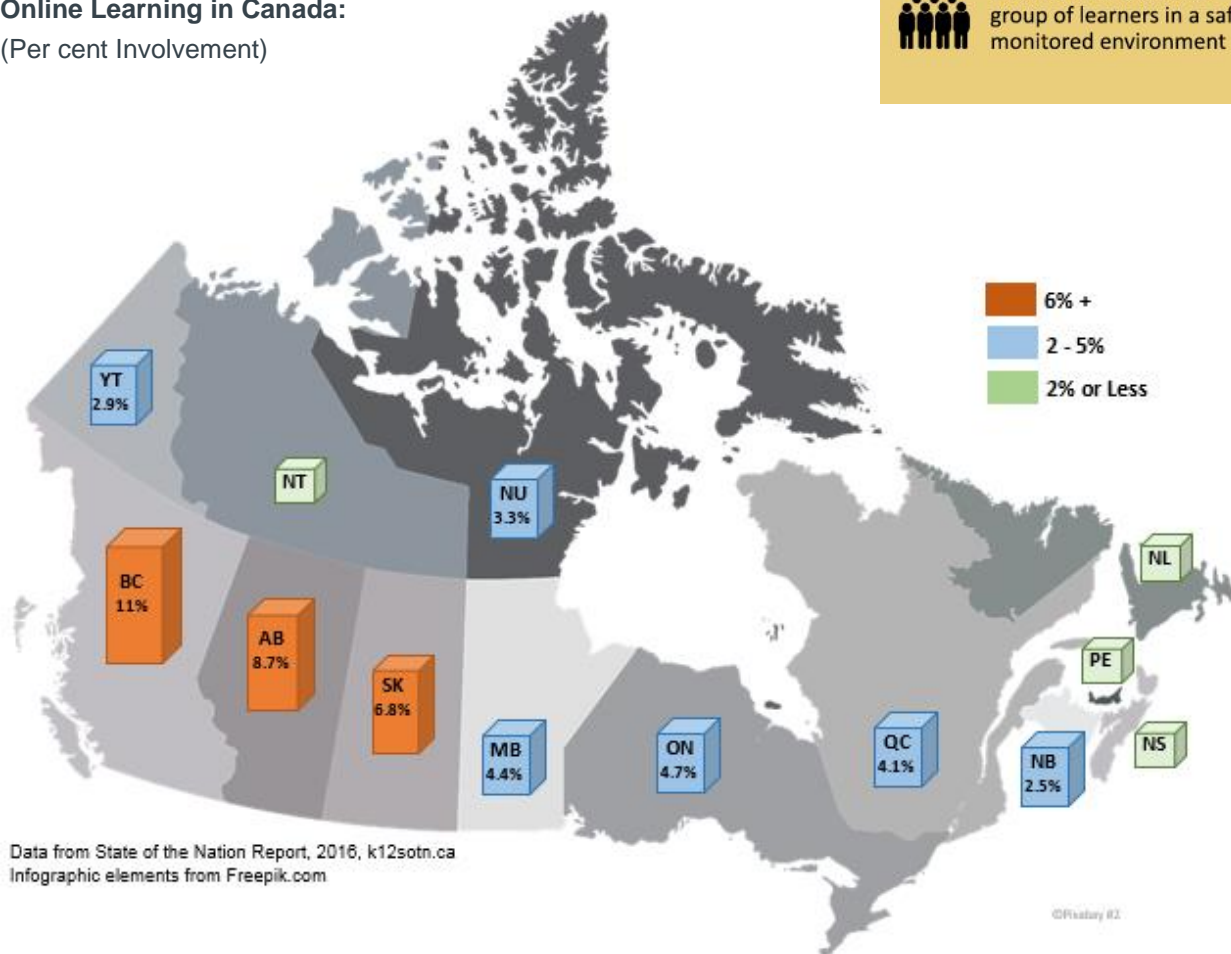 Online Learning in Canada:
(Per cent Involvement)
group of learners in a saf
monitored environment
6% +
2 - 5%
2% or Less
YT
2.9%
NT
NU
3.3%
BC
11%
AB
8.7%
SK
6.8%
MB
4.4%
ON
4.7%
QC
4.1%
NB
2.5%
NL
PE
NS
Data from State of the Nation Report, 2016, k12sotn.ca
Infographic elements from Freepik.com
©Pixabay #2